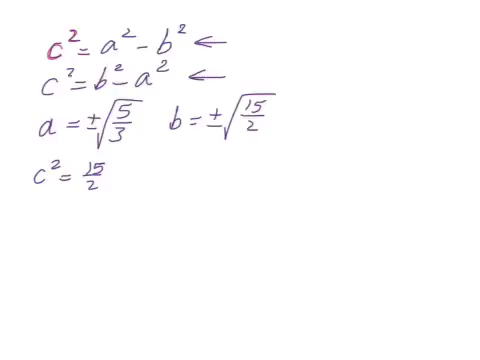 c² = a² - b² ←
c² = b² - a² ←
a = ±√(5/3) b = ±√(15/2)
c² = 15/2